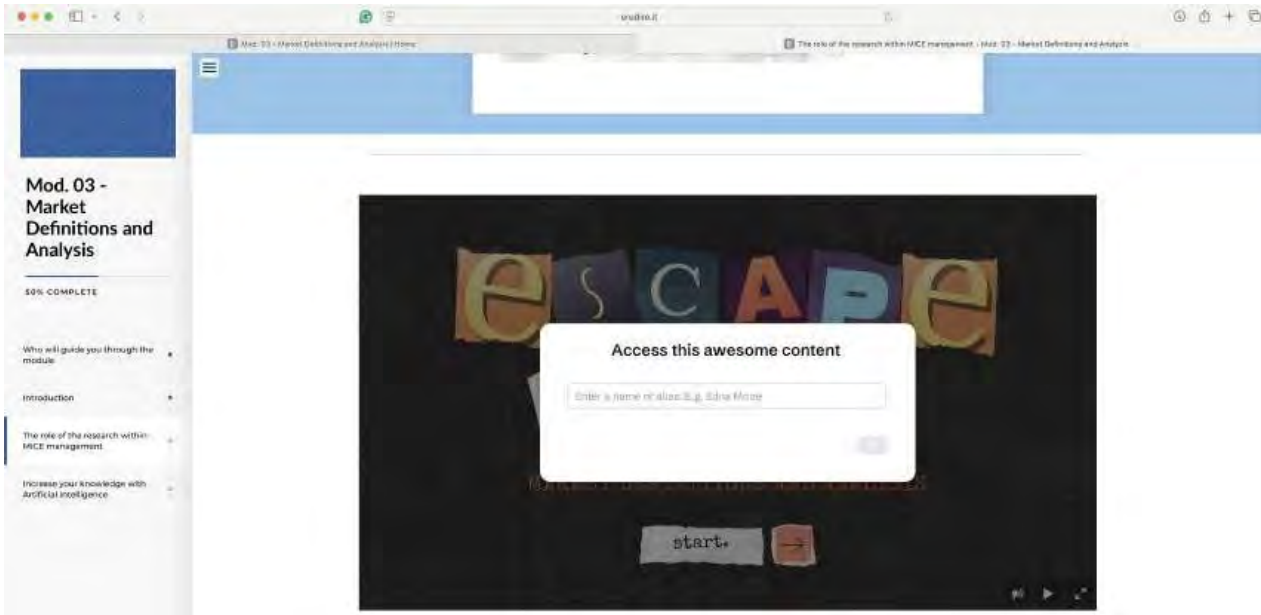 Mod. 03 - Market Definitions and Analysis | Home
The role of the research within MICE management - Mod. 03 - Market Definitions and Analysis
Mod. 03 -
Market
Definitions and
Analysis
50% COMPLETE
Who will guide you through the
module
Introduction
The role of the research within
MICE management
Increase your knowledge with
Artificial intelligence
escape
Access this awesome content
Enter a name or alias E.g. Edna Mode
start.